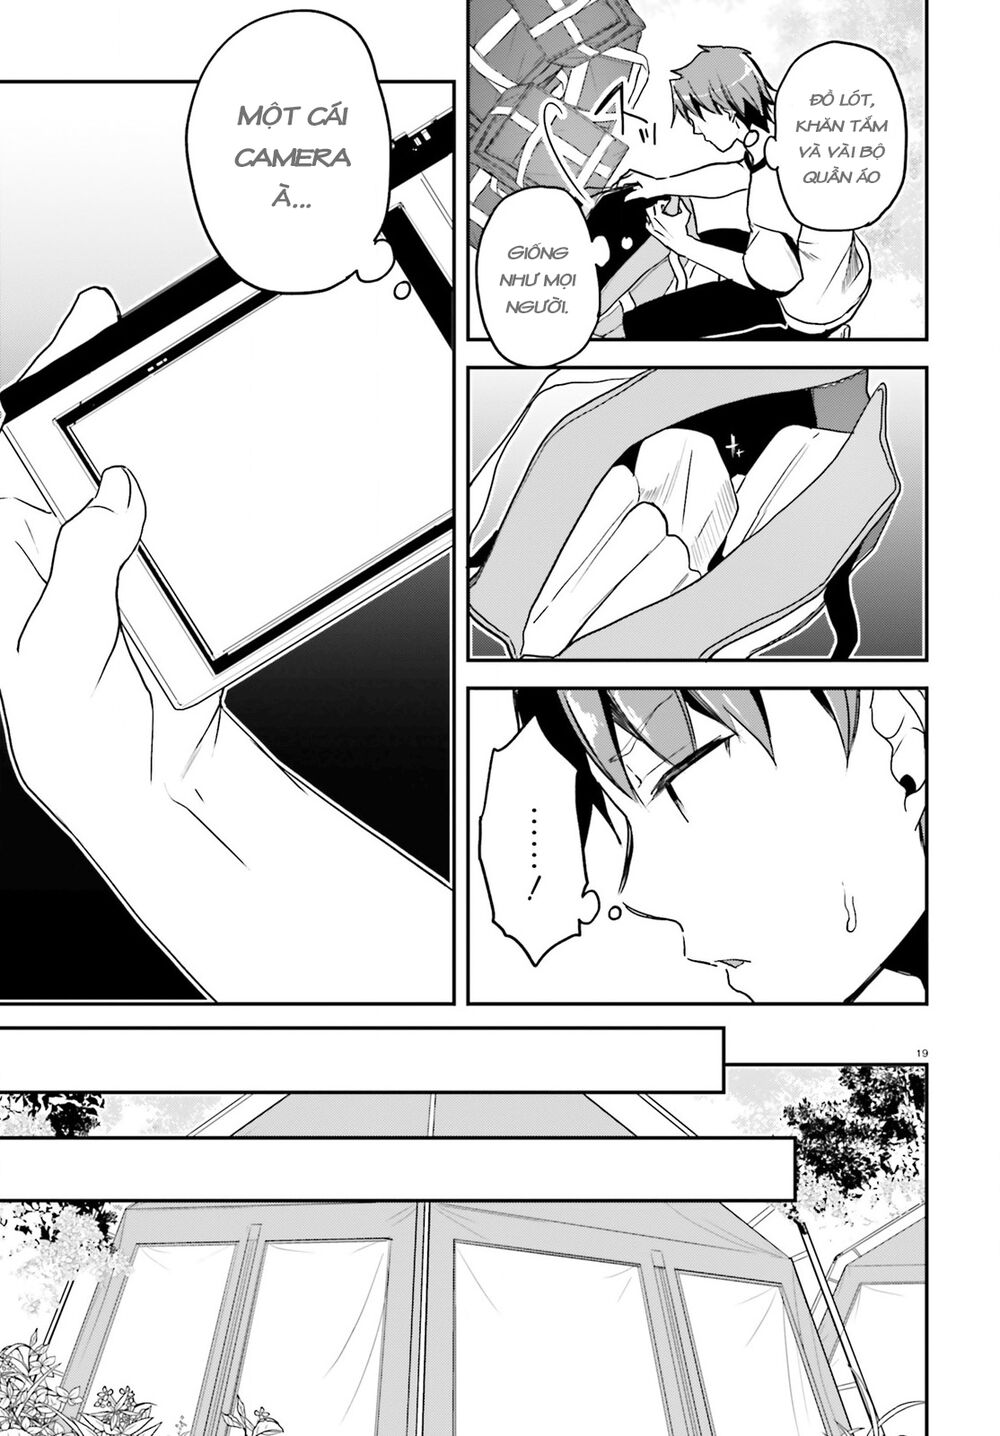 ĐỒ LÓT,
KHĂN TẮM
VÀ VÀI BỘ
QUẦN ÁO
GIỐNG
NHƯ MỌI
NGƯỜI.
MỘT CÁI
CAMERA
À...
......!
19